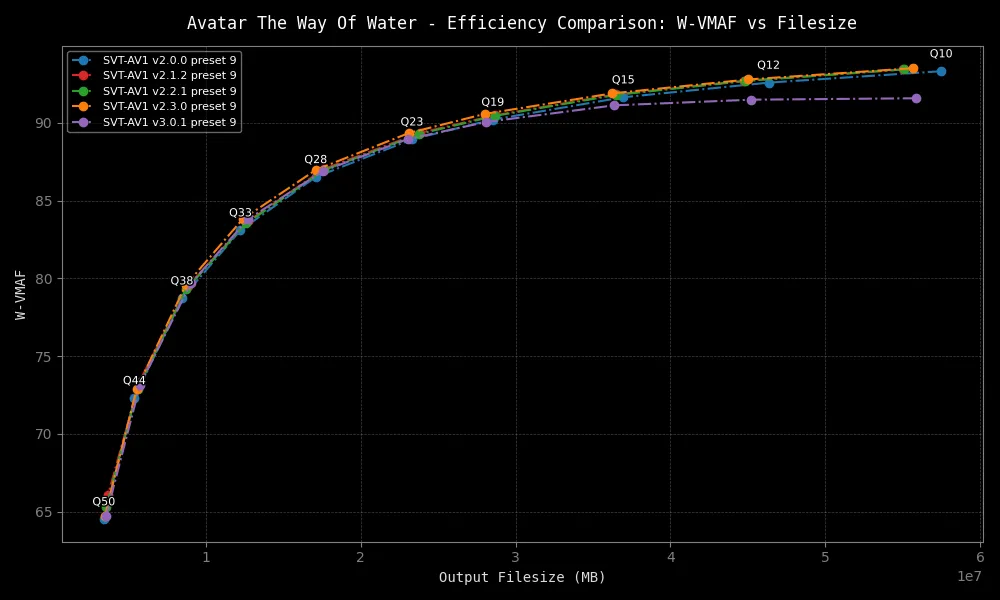 Avatar The Way Of Water - Efficiency Comparison: W-VMAF vs Filesize
SVT-AV1 v2.0.0 preset 9
SVT-AV1 v2.1.2 preset 9
SVT-AV1 v2.2.1 preset 9
SVT-AV1 v2.3.0 preset 9
SVT-AV1 v3.0.1 preset 9
Q10
Q12
Q15
Q19
Q23
Q28
Q33
Q38
Q44
Q50
90
85
80
75
70
65
W-VMAF
1 2 3 4 5 6
1e7
Output Filesize (MB)